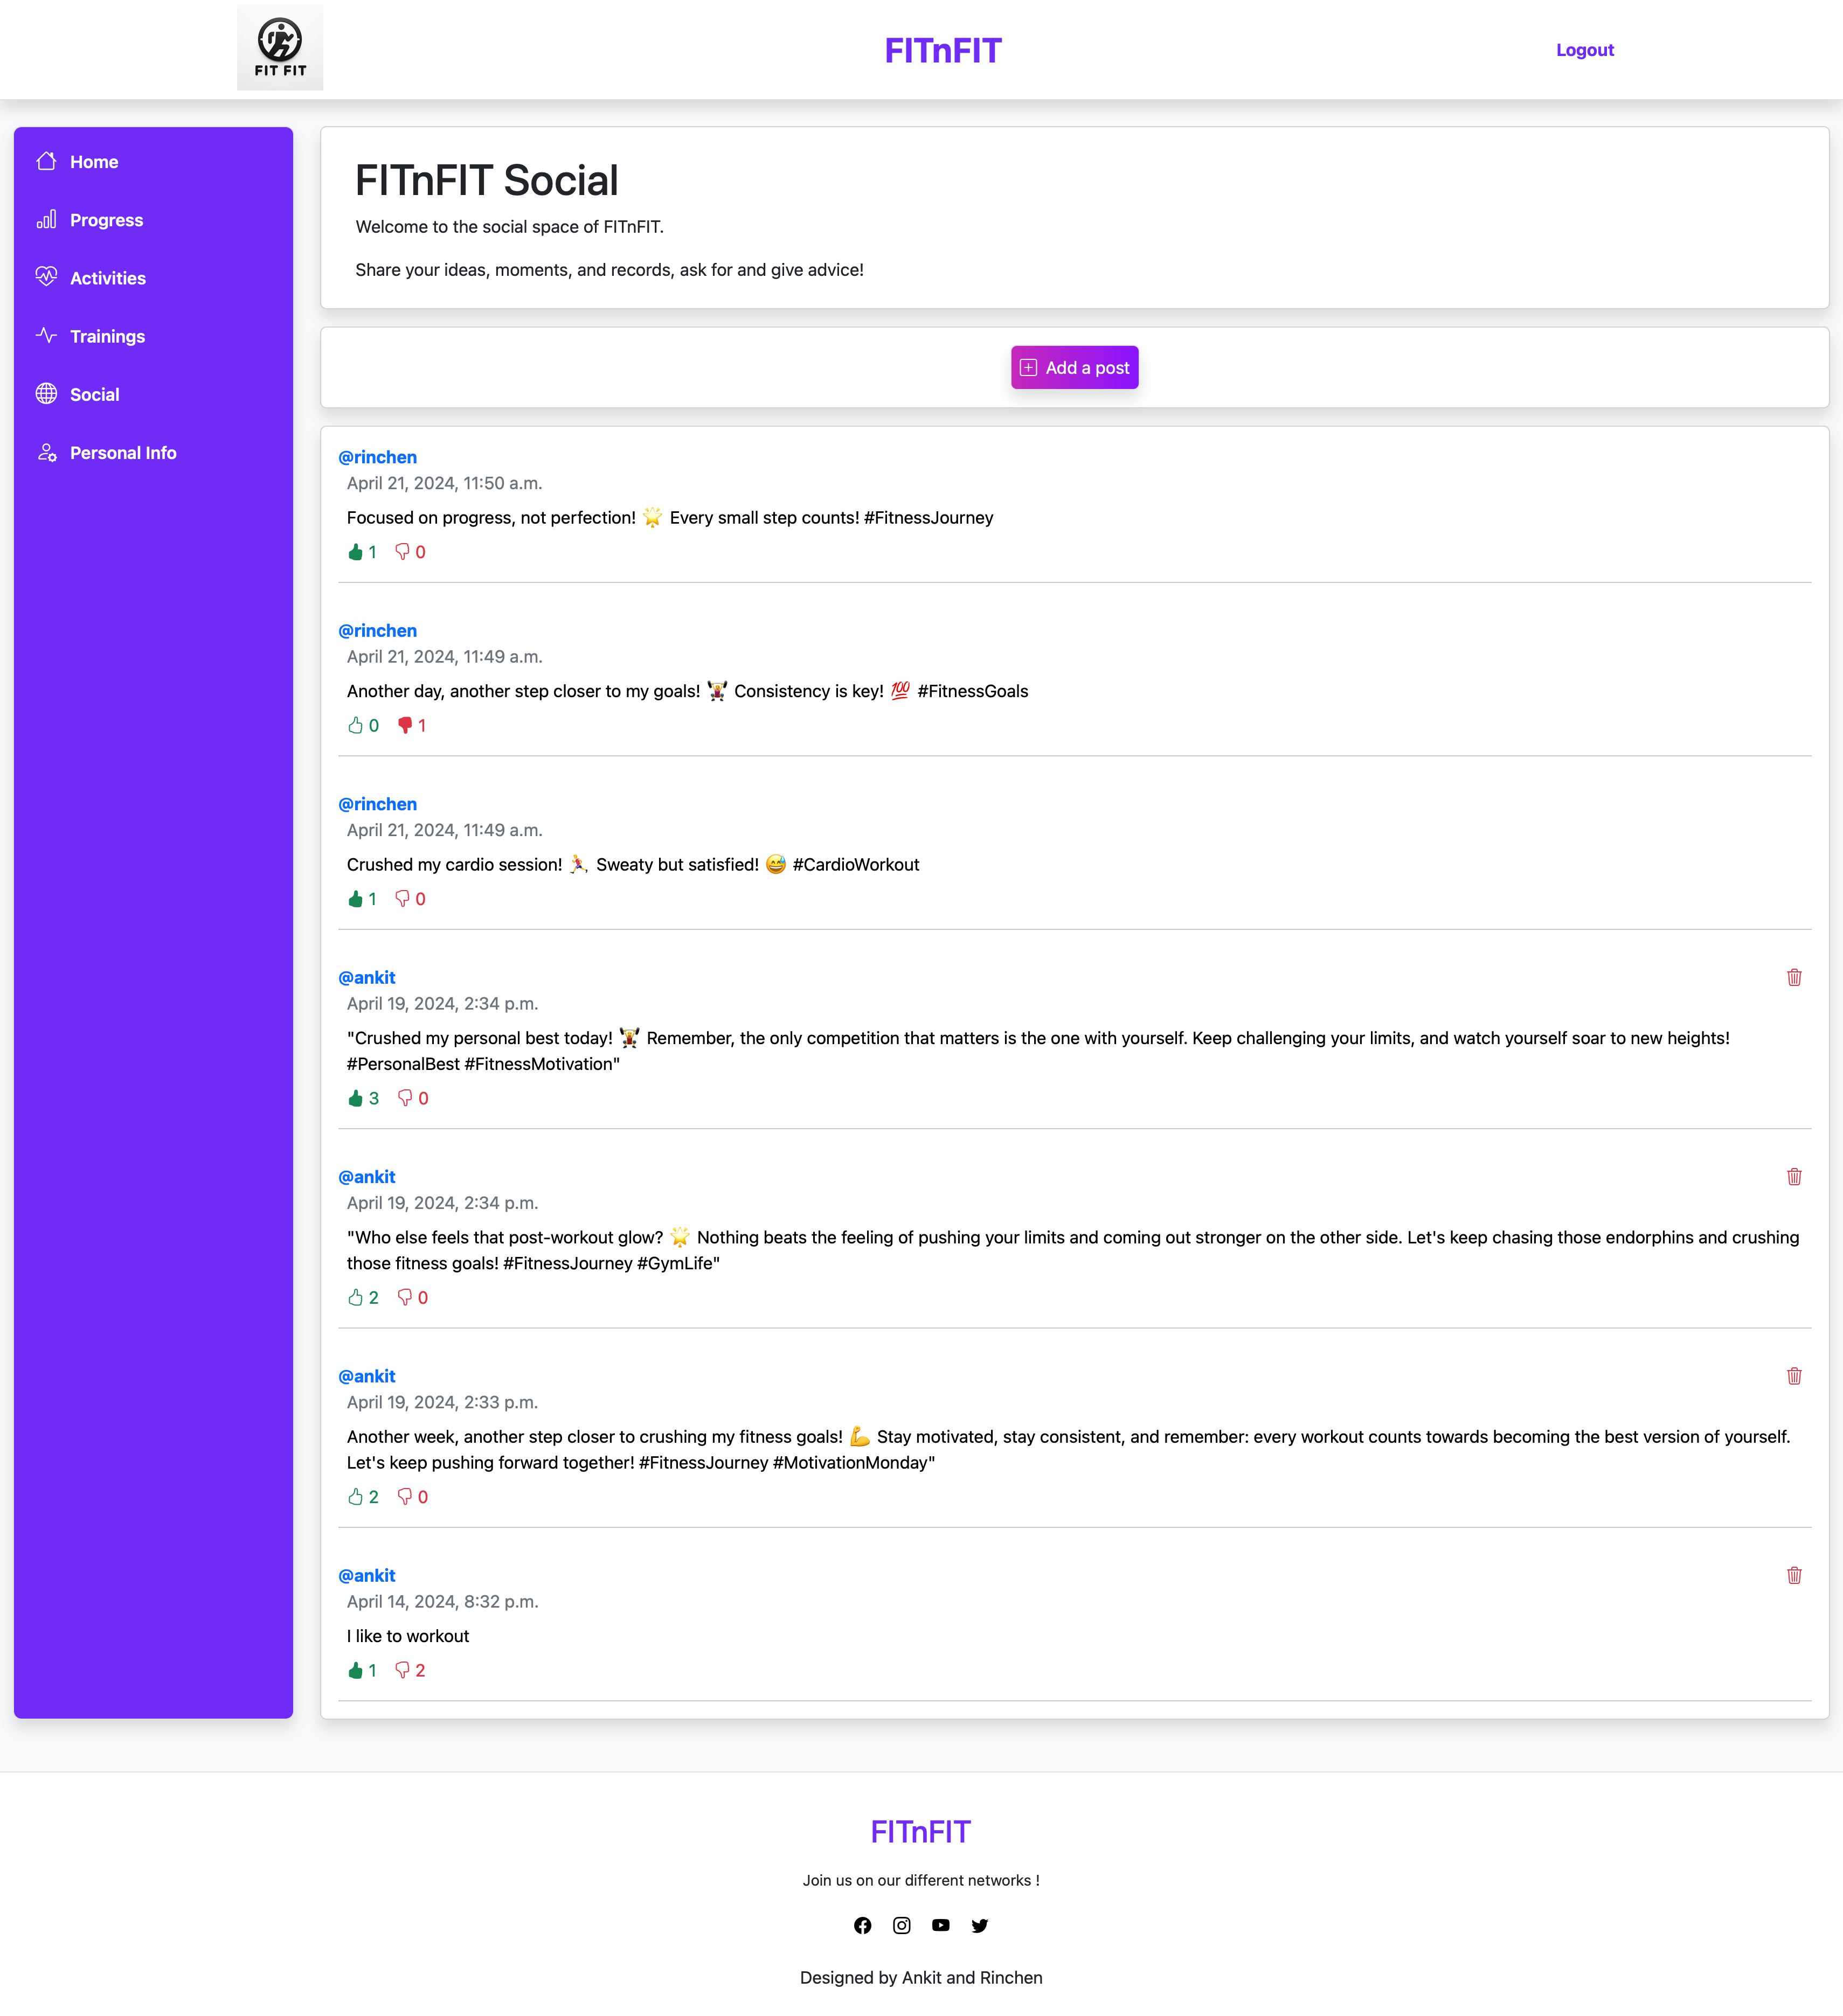 FIT FIT
FITnFIT
Logout
Home
Progress
Activities
Trainings
Social
Personal Info
FITnFIT Social
Welcome to the social space of FITnFIT.
Share your ideas, moments, and records, ask for and give advice!
Add a post
@rinchen
April 21, 2024, 11:50 a.m.
Focused on progress, not perfection! 🌟 Every small step counts! #FitnessJourney
1 0
@rinchen
April 21, 2024, 11:49 a.m.
Another day, another step closer to my goals! 🏋️‍♀️ Consistency is key! 💯 #FitnessGoals
0 1
@rinchen
April 21, 2024, 11:49 a.m.
Crushed my cardio session! 🏃‍♀️ Sweaty but satisfied! 😅 #CardioWorkout
1 0
@ankit
April 19, 2024, 2:34 p.m.
"Crushed my personal best today! 🏋️‍♀️ Remember, the only competition that matters is the one with yourself. Keep challenging your limits, and watch yourself soar to new heights!
#PersonalBest #FitnessMotivation"
3 0
@ankit
April 19, 2024, 2:34 p.m.
"Who else feels that post-workout glow? 🌟 Nothing beats the feeling of pushing your limits and coming out stronger on the other side. Let's keep chasing those endorphins and crushing
those fitness goals! #FitnessJourney #GymLife"
2 0
@ankit
April 19, 2024, 2:33 p.m.
Another week, another step closer to crushing my fitness goals! 💪 Stay motivated, stay consistent, and remember: every workout counts towards becoming the best version of yourself.
Let's keep pushing forward together! #FitnessJourney #MotivationMonday"
2 0
@ankit
April 14, 2024, 8:32 p.m.
I like to workout
1 2
FITnFIT
Join us on our different networks !
Designed by Ankit and Rinchen